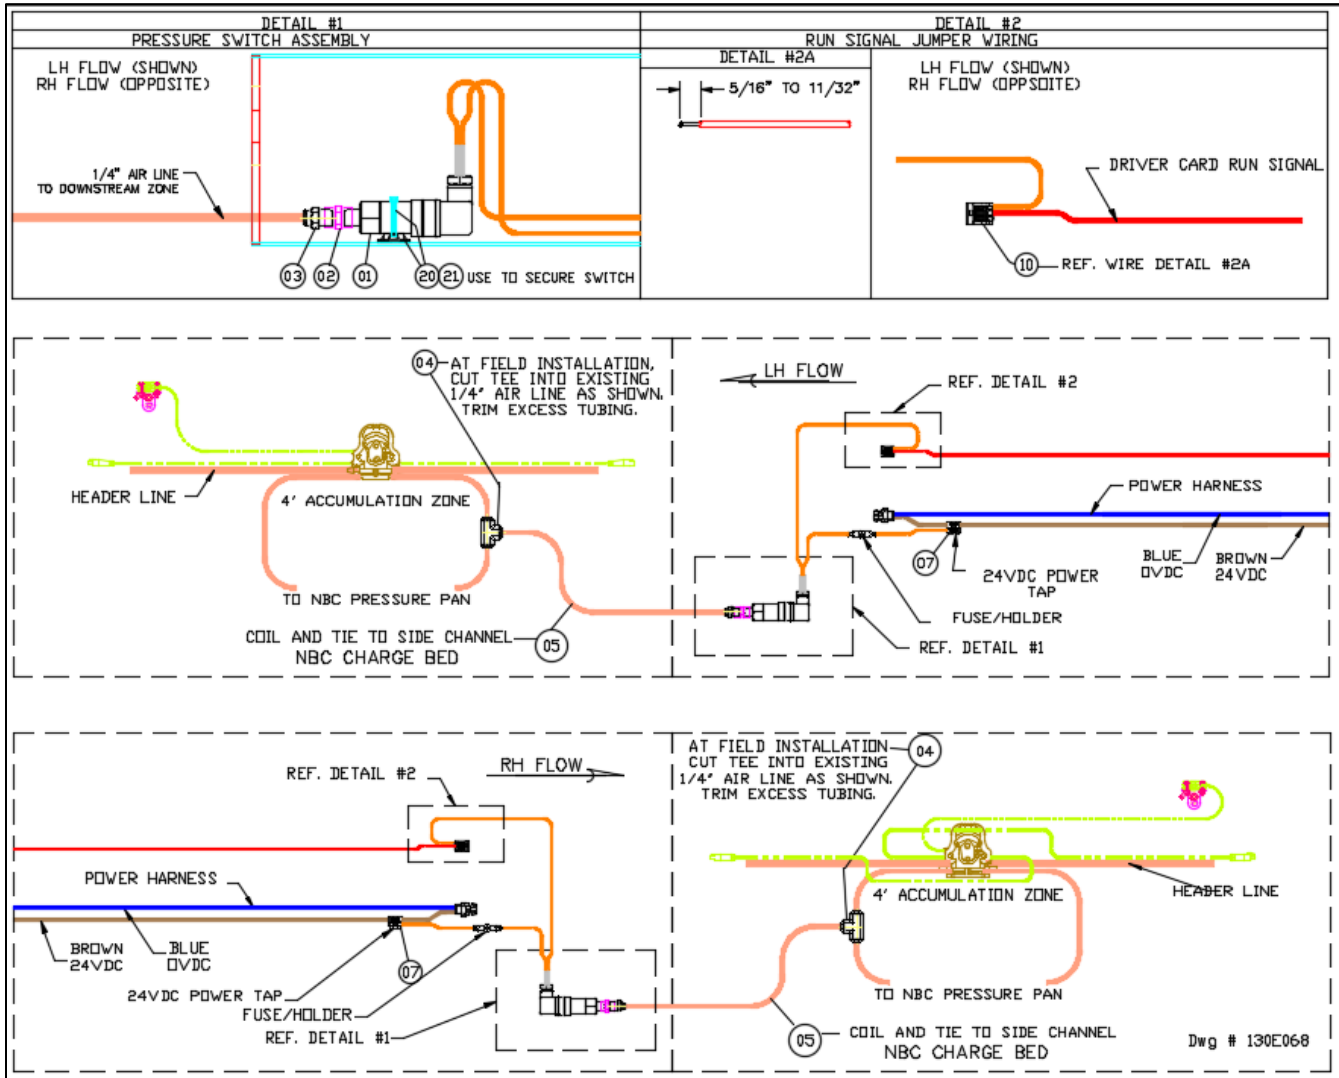 DETAIL #1
PRESSURE SWITCH ASSEMBLY
LH FLOW (SHOWN)
RH FLOW (OPPOSITE)
1/4" AIR LINE
TO DOWNSTREAM ZONE
03
02
01
20
21
USE TO SECURE SWITCH
DETAIL #2
RUN SIGNAL JUMPER WIRING
DETAIL #2A
5/16" TO 11/32"
LH FLOW (SHOWN)
RH FLOW (OPPSOITE)
DRIVER CARD RUN SIGNAL
10
REF. WIRE DETAIL #2A
04
AT FIELD INSTALLATION,
CUT TEE INTO EXISTING
1/4" AIR LINE AS SHOWN.
TRIM EXCESS TUBING.
HEADER LINE
4' ACCUMULATION ZONE
TO NBC PRESSURE PAN
COIL AND TIE TO SIDE CHANNEL
05
NBC CHARGE BED
LH FLOW
REF. DETAIL #2
POWER HARNESS
07
BLUE
0VDC
BROWN
24VDC
24VDC POWER
TAP
FUSE/HOLDER
REF. DETAIL #1
REF. DETAIL #2
RH FLOW
POWER HARNESS
BROWN
24VDC
BLUE
0VDC
07
24VDC POWER TAP
FUSE/HOLDER
REF. DETAIL #1
AT FIELD INSTALLATION
04
CUT TEE INTO EXISTING
1/4" AIR LINE AS SHOWN.
TRIM EXCESS TUBING.
4' ACCUMULATION ZONE
HEADER LINE
TO NBC PRESSURE PAN
05
COIL AND TIE TO SIDE CHANNEL
NBC CHARGE BED
Dwg # 130E068